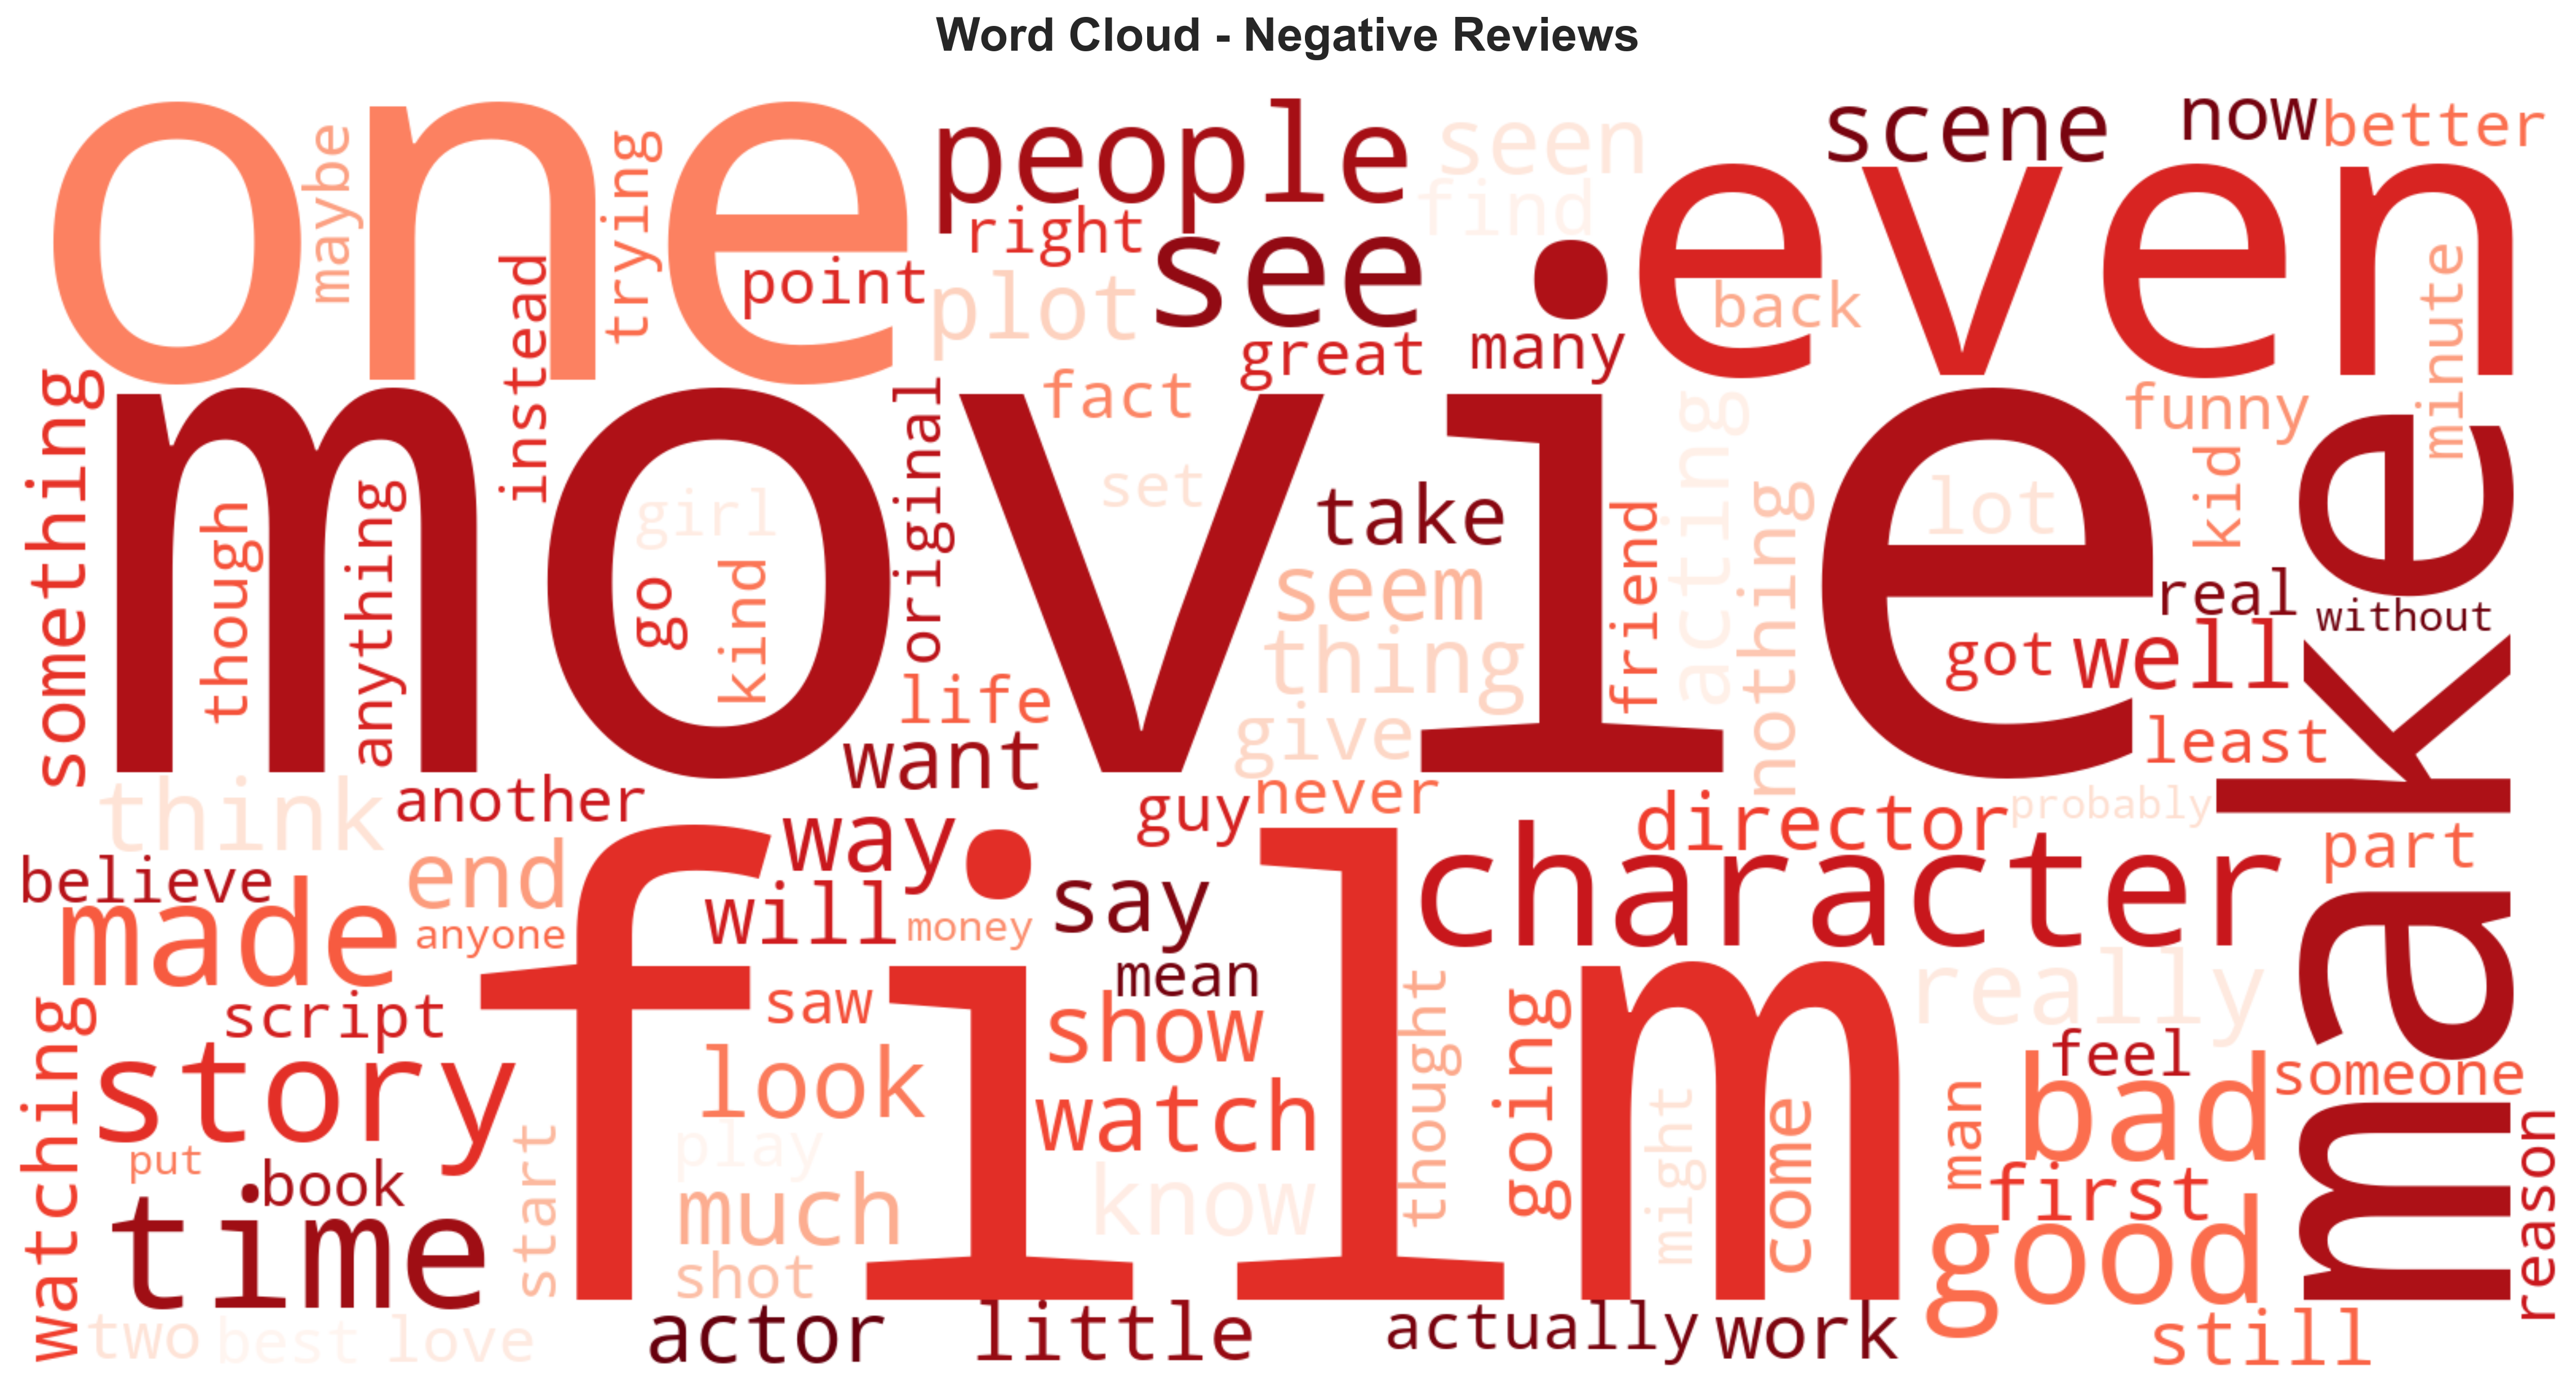 Word Cloud - Negative Reviews
one
maybe
trying
instead
point
people
right
plot
see
seen
find
great
many
fact
even
scene
back
now
better
minute
funny
something
movie
though
anything
girl
go
kind
original
set
take
seem
thing
give
life
want
friend
acting
nothing
lot
kid
real
without
got
well
least
make
think
another
believe
end
made
anyone
way
will
money
guy
never
say
mean
director
probably
character
part
film
script
story
watching
saw
look
show
watch
play
much
know
shot
thought
going
might
come
really
feel
bad
someone
man
first
good
reason
still
put
book
time
start
two
best
love
actor
little
actually
work